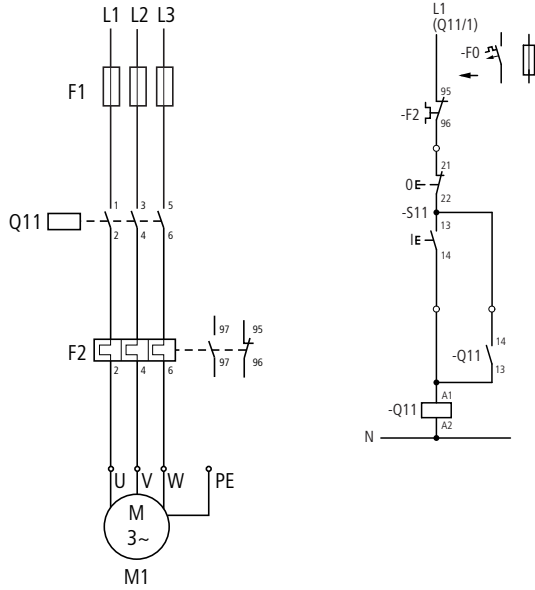 L1 L2 L3
F1
Q11
1 3 5
2 4 6
F2
97 95
97 96
2 4 6
U V W PE
M
3~
M1
L1
(Q11/1)
-F0
95
-F2
96
21
0
22
-S11
13
I
14
14
-Q11
13
A1
-Q11
A2
N